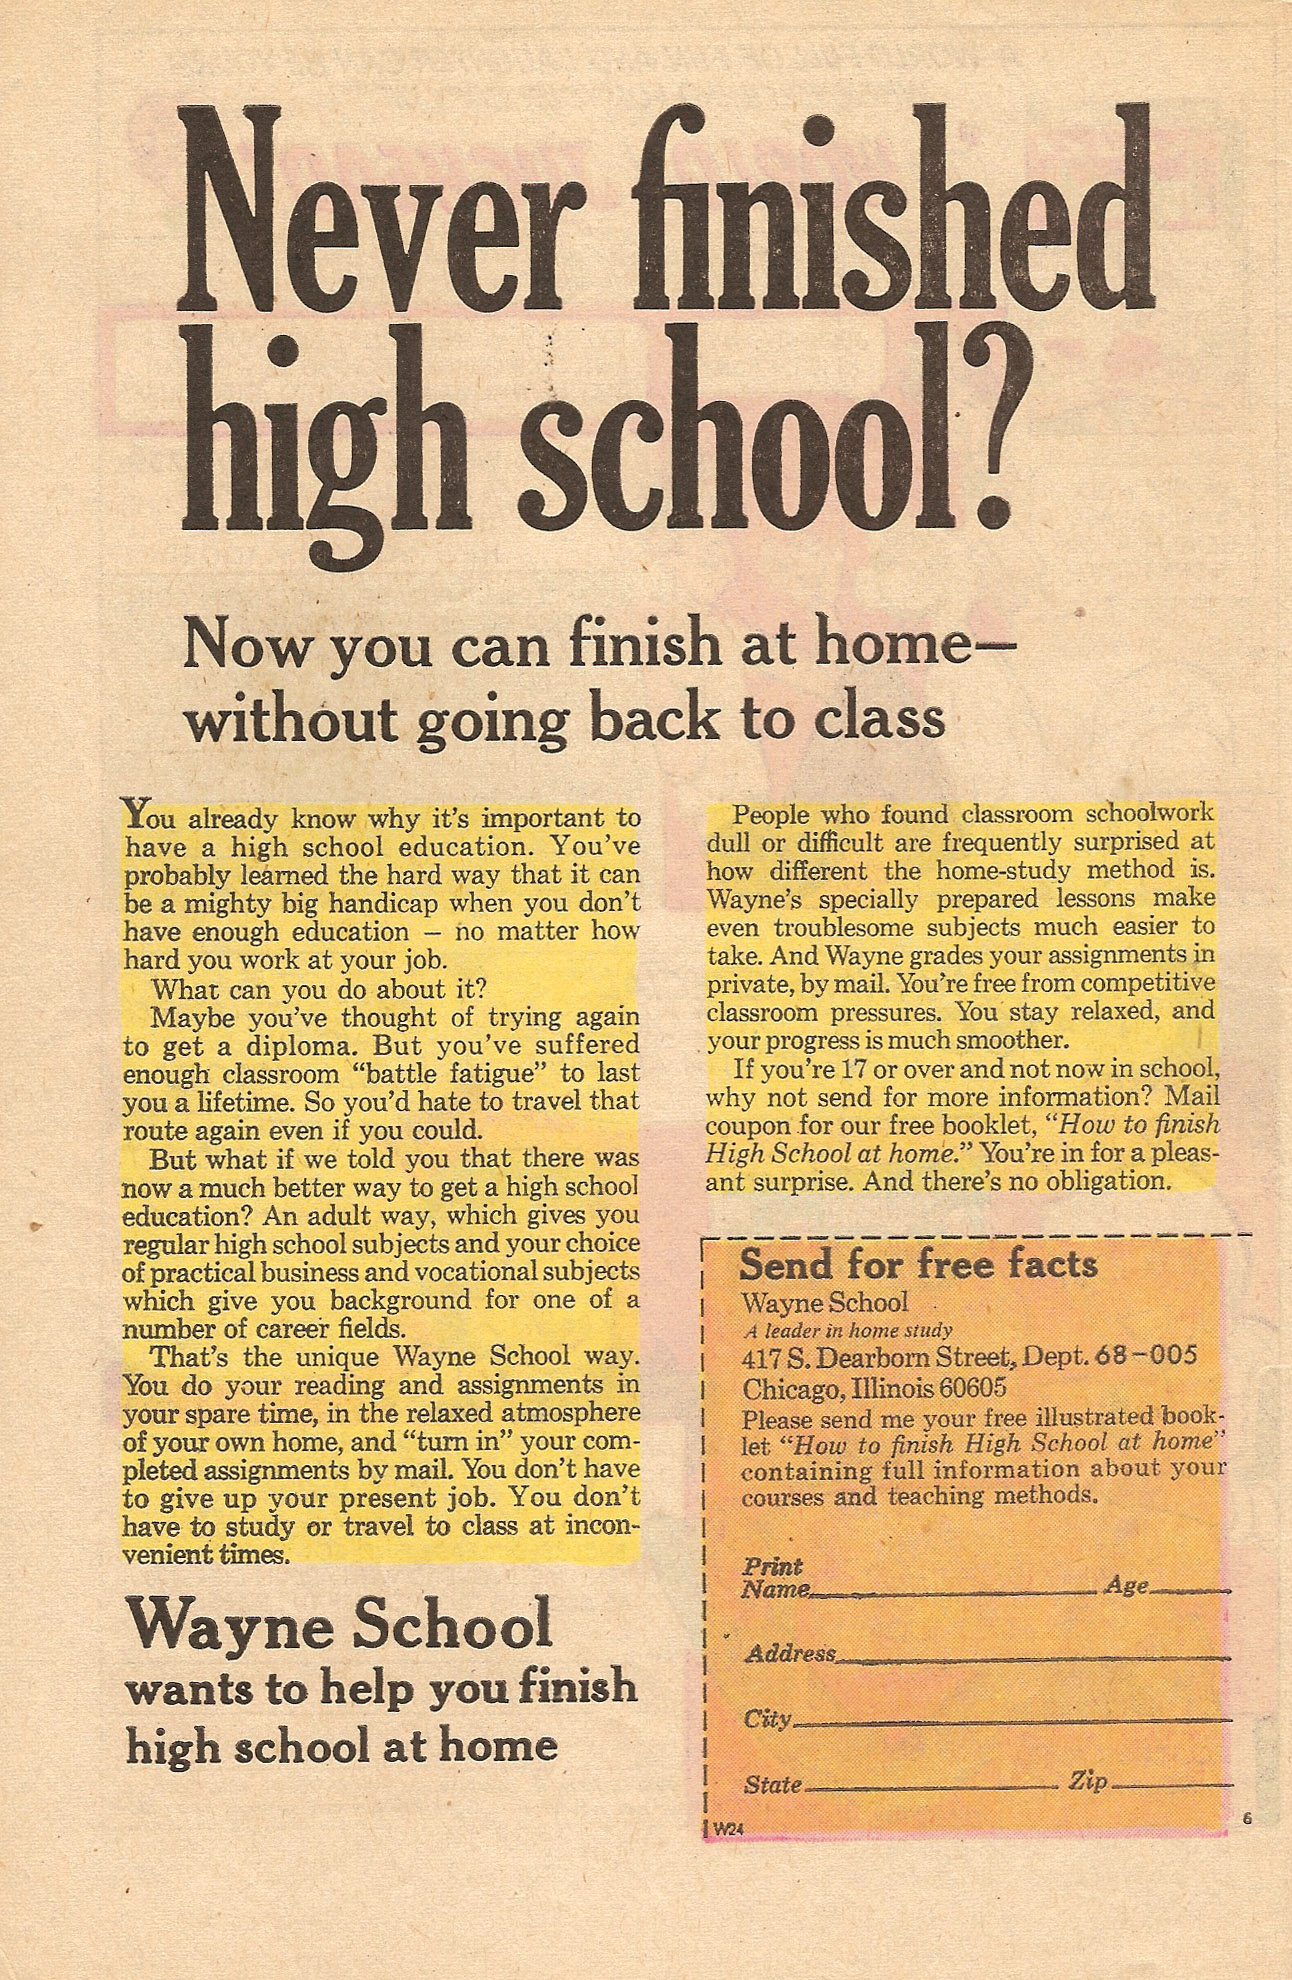 Never finished
high school?
Now you can finish at home—
without going back to class
You already know why it's important to
have a high school education. You've
probably learned the hard way that it can
be a mighty big handicap when you don't
have enough education – no matter how
hard you work at your job.
What can you do about it?
Maybe you've thought of trying again
to get a diploma. But you've suffered
enough classroom “battle fatigue” to last
you a lifetime. So you'd hate to travel that
route again even if you could.
But what if we told you that there was
now a much better way to get a high school
education? An adult way, which gives you
regular high school subjects and your choice
of practical business and vocational subjects
which give you background for one of a
number of career fields.
That's the unique Wayne School way.
You do your reading and assignments in
your spare time, in the relaxed atmosphere
of your own home, and “turn in” your com-
pleted assignments by mail. You don't have
to give up your present job. You don't
have to study or travel to class at incon-
venient times.
Wayne School
wants to help you finish
high school at home
People who found classroom schoolwork
dull or difficult are frequently surprised at
how different the home-study method is.
Wayne's specially prepared lessons make
even troublesome subjects much easier to
take. And Wayne grades your assignments in
private, by mail. You're free from competitive
classroom pressures. You stay relaxed, and
your progress is much smoother.
If you're 17 or over and not now in school,
why not send for more information? Mail
coupon for our free booklet, “How to finish
High School at home.” You're in for a pleas-
ant surprise. And there's no obligation.
Send for free facts
Wayne School
A leader in home study
417 S. Dearborn Street, Dept. 68–005
Chicago, Illinois 60605
Please send me your free illustrated book-
let “How to finish High School at home”
containing full information about your
courses and teaching methods.
Print
Name Age
Address
City
State Zip
W24 6